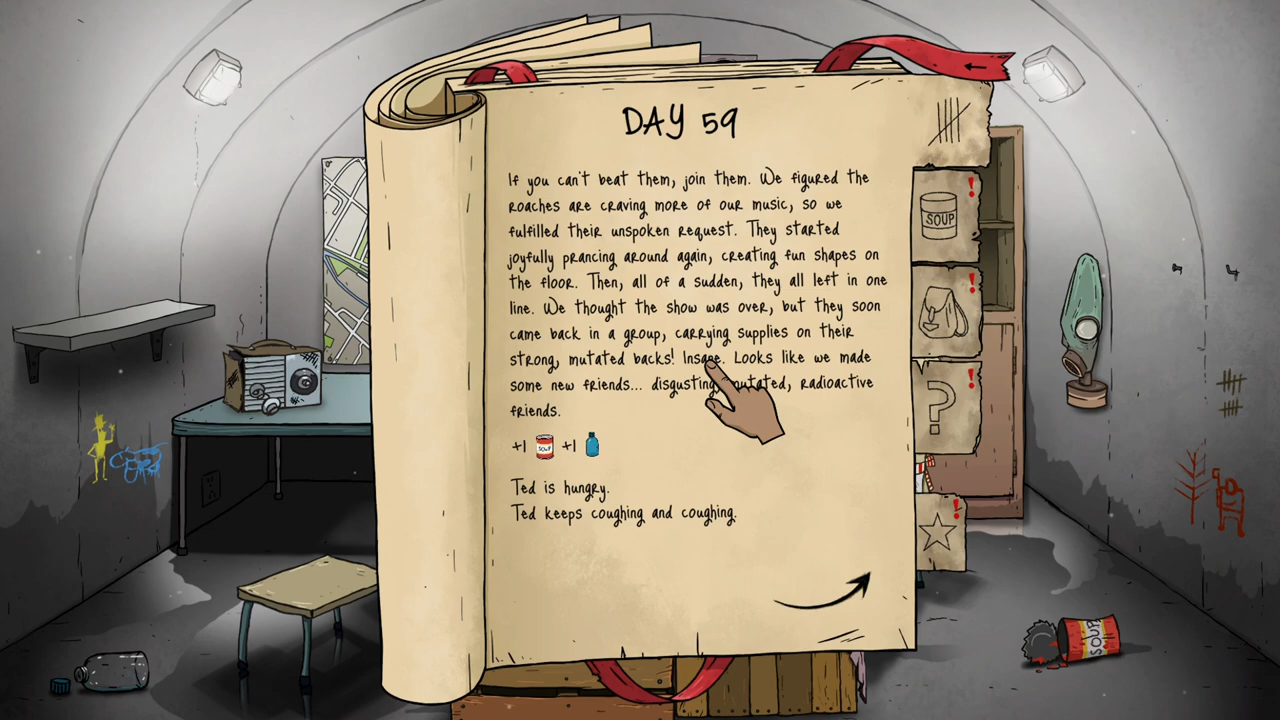 DAY 59
If you can't beat them, join them. We figured the
roaches are craving more of our music, so we
fulfilled their unspoken request. They started
joyfully prancing around again, creating fun shapes on
the floor. Then, all of a sudden, they all left in one
line. We thought the show was over, but they soon
came back in a group, carrying supplies on their
strong, mutated backs! Insane. Looks like we made
some new friends... disgusting, mutated, radioactive
friends.
+1 SOUP +1
Ted is hungry.
Ted keeps coughing and coughing.
!
SOUP !
!
? !
!
SOUP